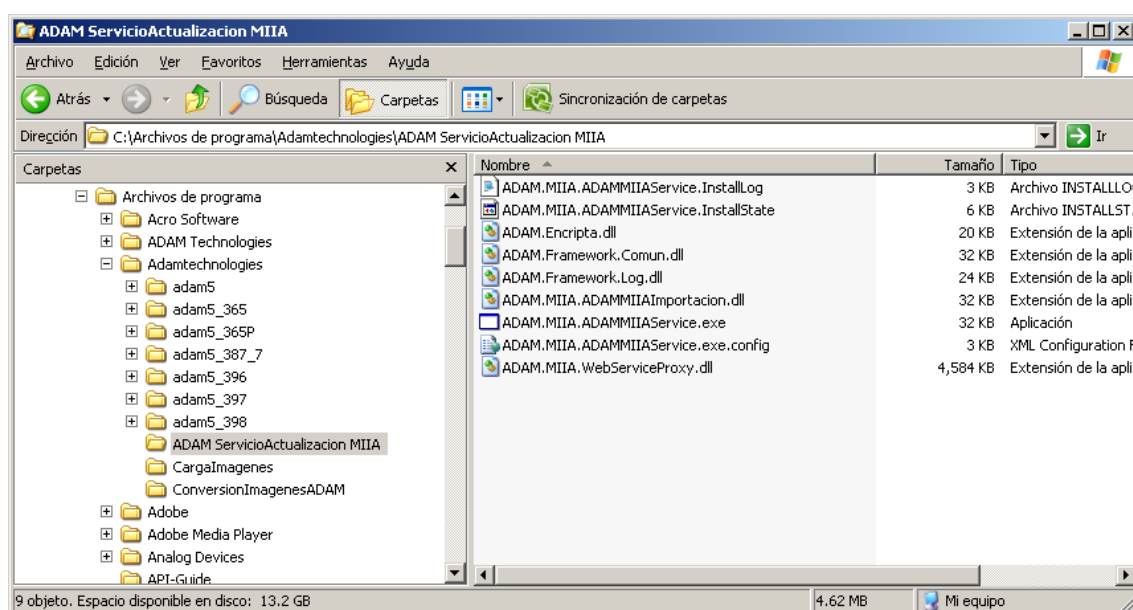 ADAM ServicioActualizacion MIIA
Archivo Edición Ver Favoritos Herramientas Ayuda
Atrás Búsqueda Carpetas Sincronización de carpetas
Dirección C:\Archivos de programa\Adamtechnologies\ADAM ServicioActualizacion MIIA Ir
Carpetas x
Archivos de programa
Acro Software
ADAM Technologies
Adamtechnologies
adam5
adam5_365
adam5_365P
adam5_387_7
adam5_396
adam5_397
adam5_398
ADAM ServicioActualizacion MIIA
CargaImagenes
ConversionImagenesADAM
Adobe
Adobe Media Player
Analog Devices
API-Guide
Nombre Tamaño Tipo
ADAM.MIIA.ADAMMIIAService.InstallLog 3 KB Archivo INSTALLLO
ADAM.MIIA.ADAMMIIAService.InstallState 6 KB Archivo INSTALLST.
ADAM.Encripta.dll 20 KB Extensión de la apli
ADAM.Framework.Comun.dll 32 KB Extensión de la apli
ADAM.Framework.Log.dll 24 KB Extensión de la apli
ADAM.MIIA.ADAMMIIAImportacion.dll 32 KB Extensión de la apli
ADAM.MIIA.ADAMMIIAService.exe 32 KB Aplicación
ADAM.MIIA.ADAMMIIAService.exe.config 3 KB XML Configuration F
ADAM.MIIA.WebServiceProxy.dll 4,584 KB Extensión de la apli
9 objeto. Espacio disponible en disco: 13.2 GB 4.62 MB Mi equipo